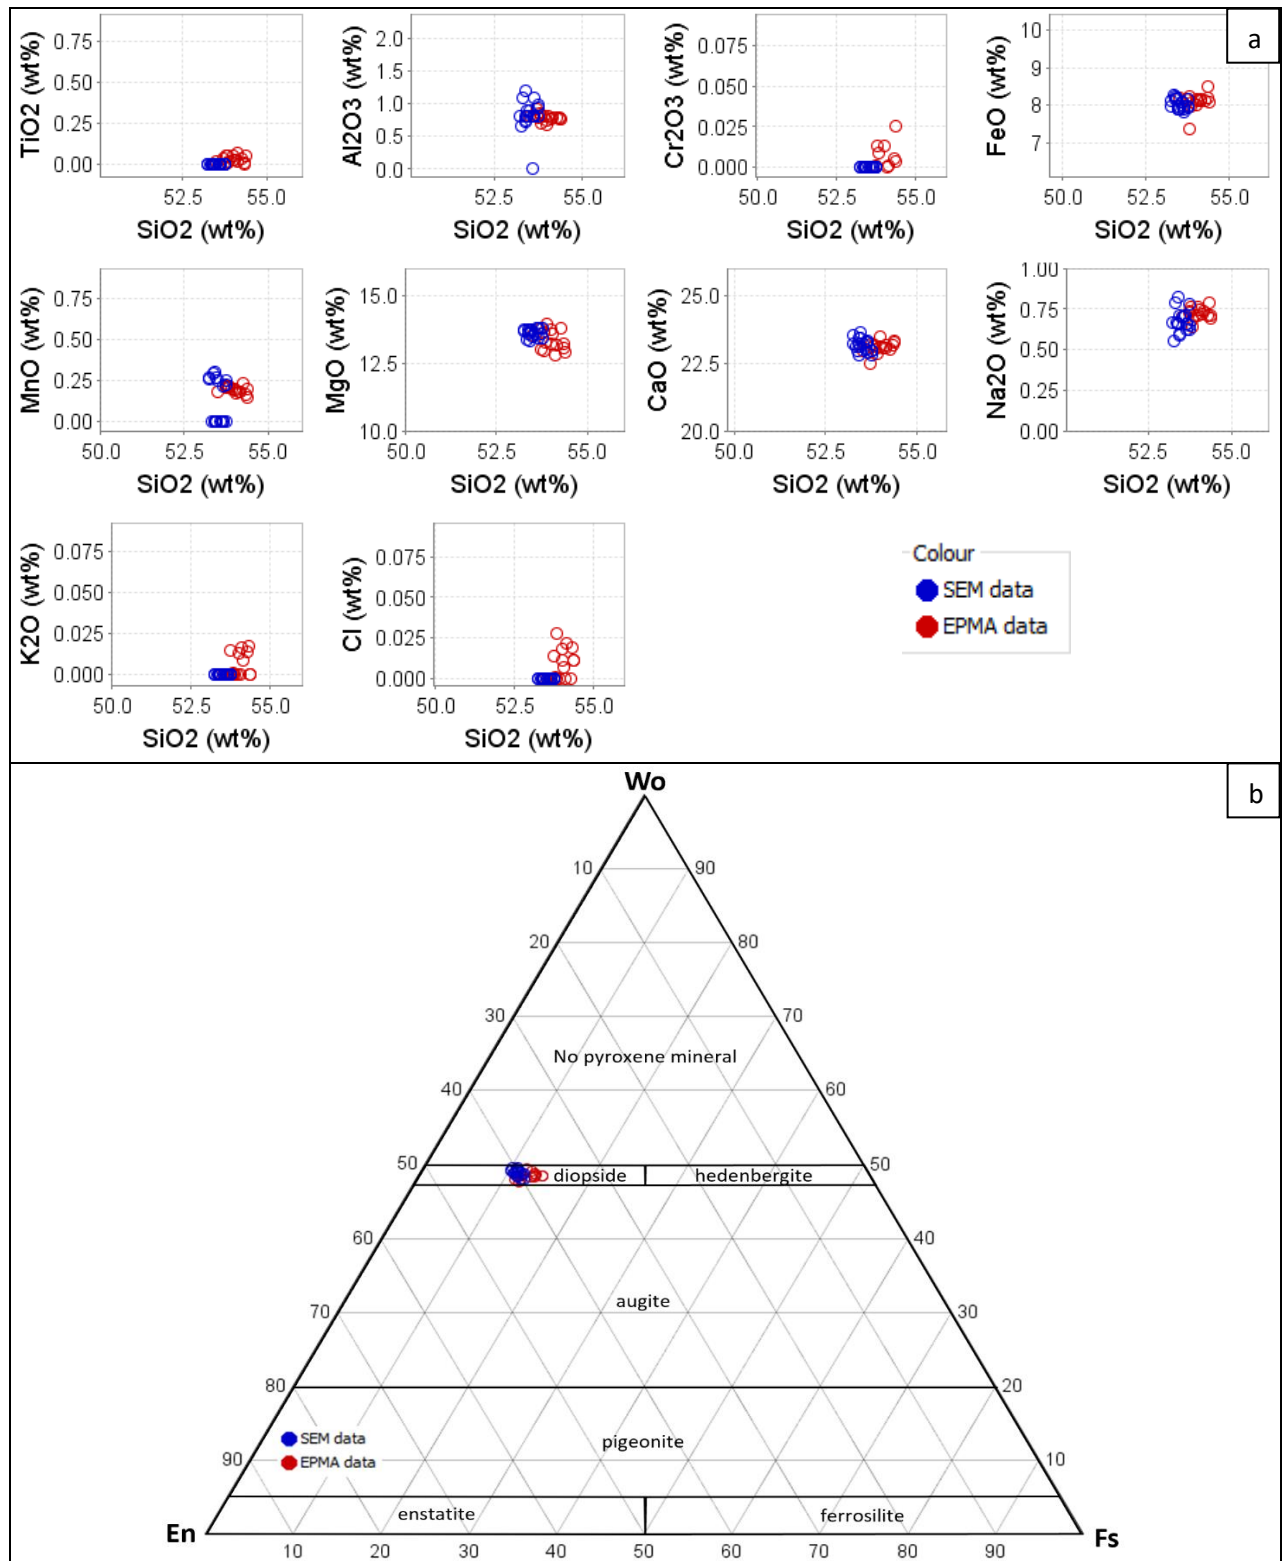 a
TiO2 (wt%)
0.75
0.50
0.25
0.00
52.5 55.0
SiO2 (wt%)
Al2O3 (wt%)
2.0
1.5
1.0
0.5
0.0
52.5 55.0
SiO2 (wt%)
Cr2O3 (wt%)
0.075
0.050
0.025
0.000
50.0 52.5 55.0
SiO2 (wt%)
FeO (wt%)
10
9
8
7
50.0 52.5 55.0
SiO2 (wt%)
MnO (wt%)
0.75
0.50
0.25
0.00
50.0 52.5 55.0
SiO2 (wt%)
MgO (wt%)
15.0
12.5
10.0
50.0 52.5 55.0
SiO2 (wt%)
CaO (wt%)
25.0
22.5
20.0
50.0 52.5 55.0
SiO2 (wt%)
Na2O (wt%)
1.00
0.75
0.50
0.25
0.00
50.0 52.5 55.0
SiO2 (wt%)
K2O (wt%)
0.075
0.050
0.025
0.000
50.0 52.5 55.0
SiO2 (wt%)
Cl (wt%)
0.075
0.050
0.025
0.000
50.0 52.5 55.0
SiO2 (wt%)
Colour
SEM data
EPMA data
b
Wo
10 90
20 80
30 70
No pyroxene mineral
40 60
50 50
diopside hedenbergite
60 40
augite
70 30
80 20
SEM data
pigeonite
EPMA data
90 10
enstatite ferrosilite
En Fs
10 20 30 40 50 60 70 80 90